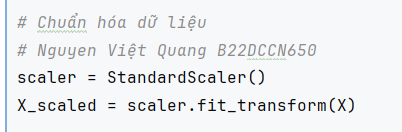 # Chuẩn hóa dữ liệu
# Nguyen Việt Quang B22DCCN650
scaler = StandardScaler()
X_scaled = scaler.fit_transform(X)